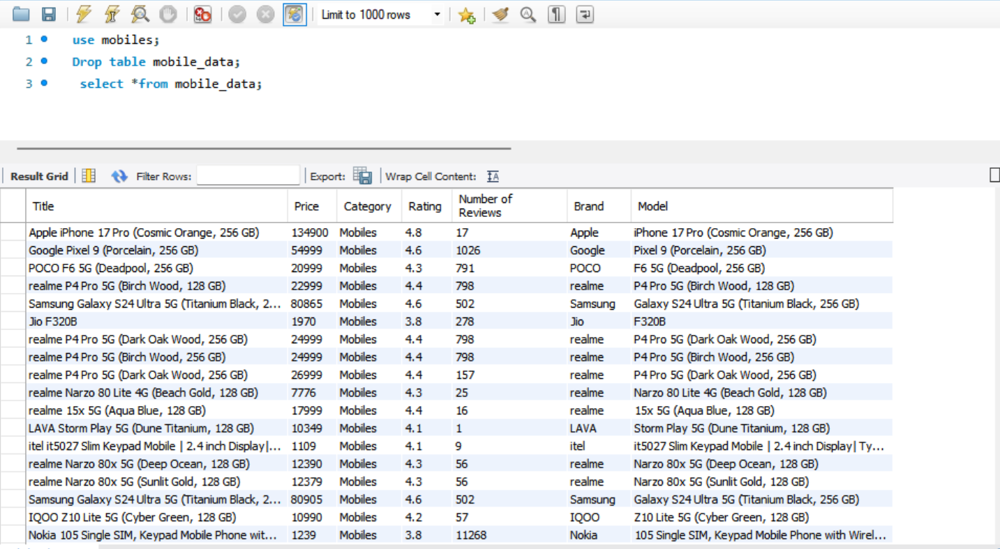 Limit to 1000 rows
1 use mobiles;
2 Drop table mobile_data;
3 select *from mobile_data;
Result Grid Filter Rows: Export: Wrap Cell Content:
Title Price Category Rating Number of Reviews Brand Model
Apple iPhone 17 Pro (Cosmic Orange, 256 GB) 134900 Mobiles 4.8 17 Apple iPhone 17 Pro (Cosmic Orange, 256 GB)
Google Pixel 9 (Porcelain, 256 GB) 54999 Mobiles 4.6 1026 Google Pixel 9 (Porcelain, 256 GB)
POCO F6 5G (Deadpool, 256 GB) 20999 Mobiles 4.3 791 POCO F6 5G (Deadpool, 256 GB)
realme P4 Pro 5G (Birch Wood, 128 GB) 22999 Mobiles 4.4 798 realme P4 Pro 5G (Birch Wood, 128 GB)
Samsung Galaxy S24 Ultra 5G (Titanium Black, 2... 80865 Mobiles 4.6 502 Samsung Galaxy S24 Ultra 5G (Titanium Black, 256 GB)
Jio F320B 1970 Mobiles 3.8 278 Jio F320B
realme P4 Pro 5G (Dark Oak Wood, 256 GB) 24999 Mobiles 4.4 798 realme P4 Pro 5G (Dark Oak Wood, 256 GB)
realme P4 Pro 5G (Birch Wood, 256 GB) 24999 Mobiles 4.4 798 realme P4 Pro 5G (Birch Wood, 256 GB)
realme P4 Pro 5G (Dark Oak Wood, 256 GB) 26999 Mobiles 4.4 157 realme P4 Pro 5G (Dark Oak Wood, 256 GB)
realme Narzo 80 Lite 4G (Beach Gold, 128 GB) 7776 Mobiles 4.3 25 realme Narzo 80 Lite 4G (Beach Gold, 128 GB)
realme 15x 5G (Aqua Blue, 128 GB) 17999 Mobiles 4.4 16 realme 15x 5G (Aqua Blue, 128 GB)
LAVA Storm Play 5G (Dune Titanium, 128 GB) 10349 Mobiles 4.1 1 LAVA Storm Play 5G (Dune Titanium, 128 GB)
itel it5027 Slim Keypad Mobile | 2.4 inch Display|... 1109 Mobiles 4.1 9 itel it5027 Slim Keypad Mobile | 2.4 inch Display| Ty...
realme Narzo 80x 5G (Deep Ocean, 128 GB) 12390 Mobiles 4.3 56 realme Narzo 80x 5G (Deep Ocean, 128 GB)
realme Narzo 80x 5G (Sunlit Gold, 128 GB) 12379 Mobiles 4.3 56 realme Narzo 80x 5G (Sunlit Gold, 128 GB)
Samsung Galaxy S24 Ultra 5G (Titanium Black, 2... 80905 Mobiles 4.6 502 Samsung Galaxy S24 Ultra 5G (Titanium Black, 256 GB)
IQOO Z10 Lite 5G (Cyber Green, 128 GB) 10990 Mobiles 4.2 57 IQOO Z10 Lite 5G (Cyber Green, 128 GB)
Nokia 105 Single SIM, Keypad Mobile Phone wit... 1239 Mobiles 3.8 11268 Nokia 105 Single SIM, Keypad Mobile Phone with Wirel...